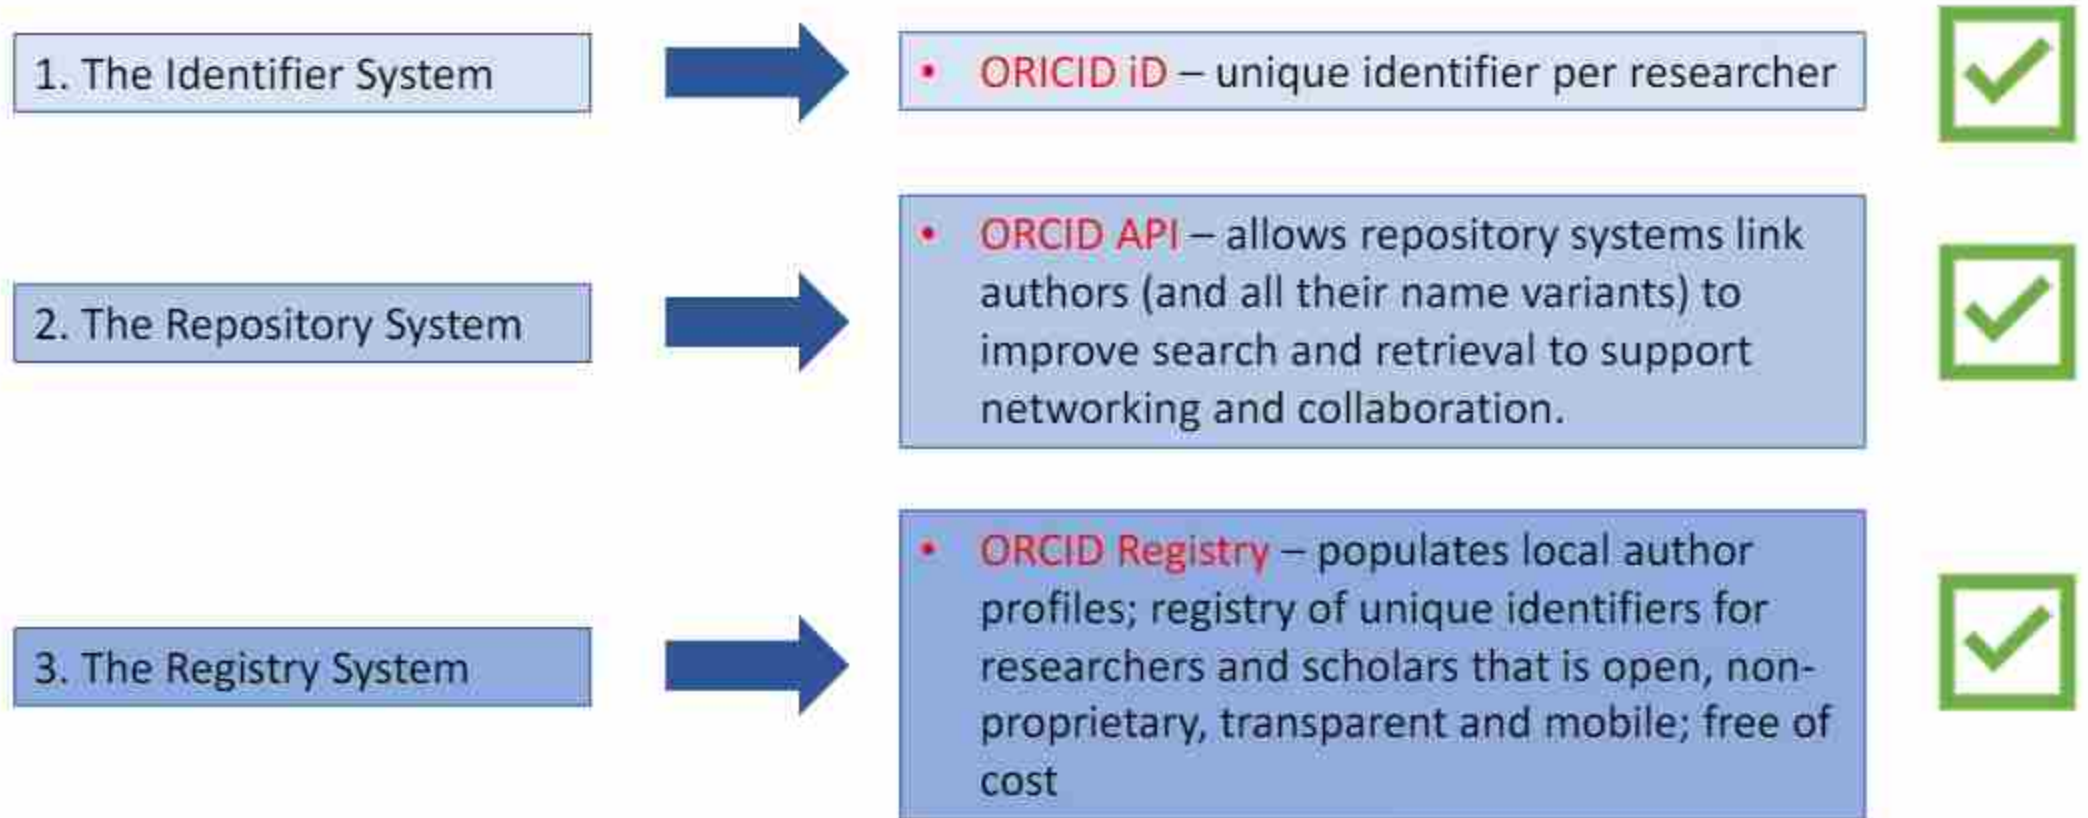 1. The Identifier System
• ORICID iD – unique identifier per researcher
2. The Repository System
• ORCID API – allows repository systems link
authors (and all their name variants) to
improve search and retrieval to support
networking and collaboration.
3. The Registry System
• ORCID Registry – populates local author
profiles; registry of unique identifiers for
researchers and scholars that is open, non-
proprietary, transparent and mobile; free of
cost